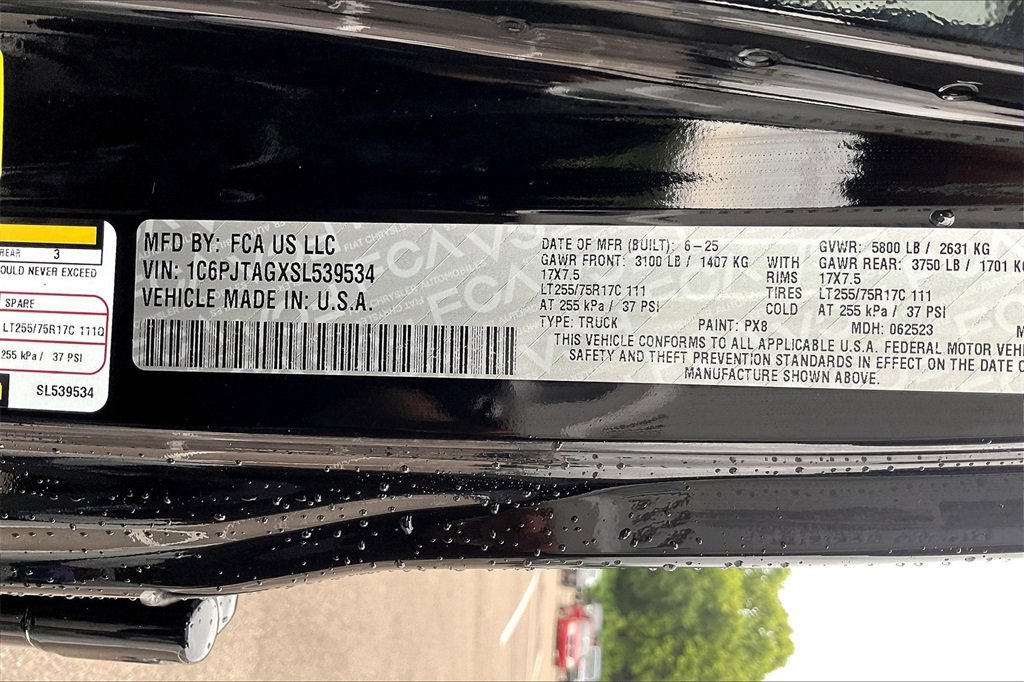 REAR 3
OULD NEVER EXCEED
SPARE
LT255/75R17C 111Q
255 kPa / 37 PSI
SL539534
MFD BY: FCA US LLC
VIN: 1C6PJTAGXSL539534
VEHICLE MADE IN: U.S.A.
DATE OF MFR (BUILT): 6-25 GVWR: 5800 LB / 2631 KG
GAWR FRONT: 3100 LB / 1407 KG WITH GAWR REAR: 3750 LB / 1701 KG
17X7.5 RIMS 17X7.5
LT255/75R17C 111 TIRES LT255/75R17C 111
AT 255 kPa / 37 PSI COLD AT 255 kPa / 37 PSI
TYPE: TRUCK PAINT: PX8 MDH: 062523
THIS VEHICLE CONFORMS TO ALL APPLICABLE U.S.A. FEDERAL MOTOR VEHI
SAFETY AND THEFT PREVENTION STANDARDS IN EFFECT ON THE DATE O
MANUFACTURE SHOWN ABOVE.